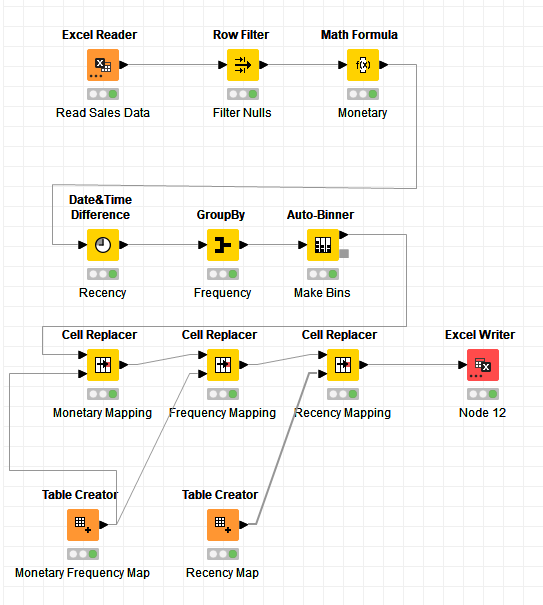 Excel Reader
Row Filter
Math Formula
Read Sales Data
Filter Nulls
Monetary
Date&Time
Difference
GroupBy
Auto-Binner
Recency
Frequency
Make Bins
Cell Replacer
Cell Replacer
Cell Replacer
Excel Writer
Monetary Mapping
Frequency Mapping
Recency Mapping
Node 12
Table Creator
Table Creator
Monetary Frequency Map
Recency Map